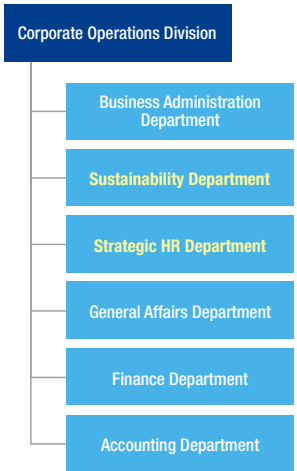 Corporate Operations Division
Business Administration
Department
Sustainability Department
Strategic HR Department
General Affairs Department
Finance Department
Accounting Department